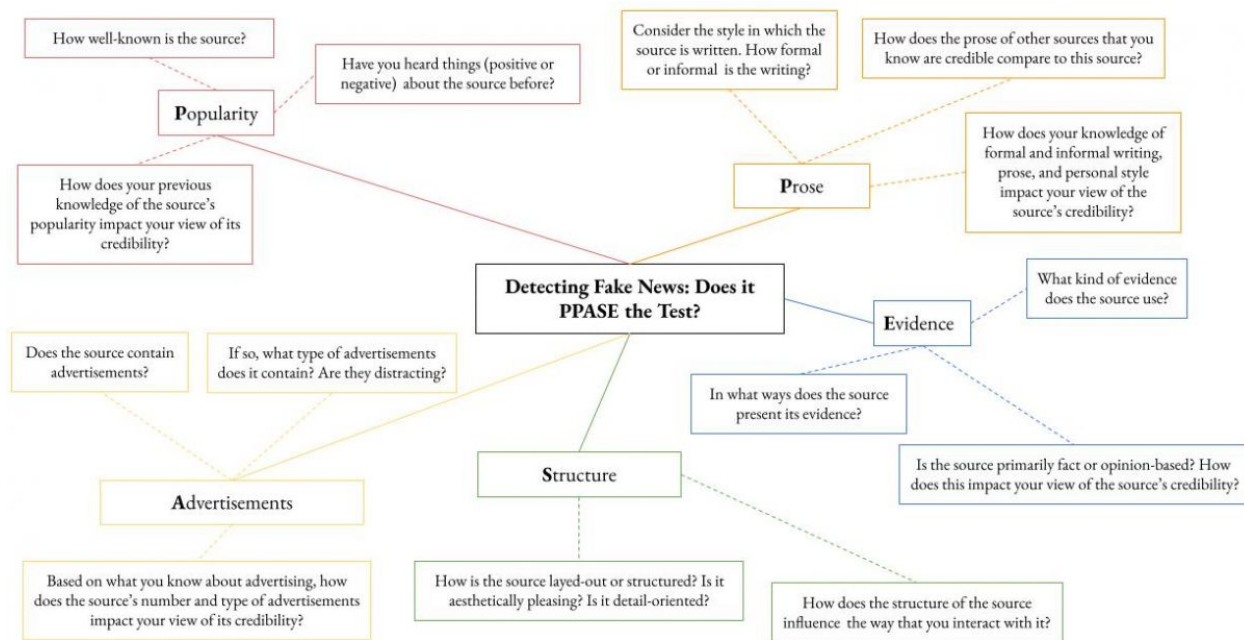 How well-known is the source?
Have you heard things (positive or
negative) about the source before?
Popularity
How does your previous
knowledge of the source's
popularity impact your view of its
credibility?
Consider the style in which the
source is written. How formal
or informal is the writing?
How does the prose of other sources that you
know are credible compare to this source?
Prose
How does your knowledge of
formal and informal writing,
prose, and personal style
impact your view of the
source's credibility?
Detecting Fake News: Does it
PPASE the Test?
What kind of evidence
does the source use?
Evidence
In what ways does the source
present its evidence?
Is the source primarily fact or opinion-based? How
does this impact your view of the source's credibility?
Does the source contain
advertisements?
If so, what type of advertisements
does it contain? Are they distracting?
Advertisements
Based on what you know about advertising, how
does the source's number and type of advertisements
impact your view of its credibility?
Structure
How is the source layed-out or structured? Is it
aesthetically pleasing? Is it detail-oriented?
How does the structure of the source
influence the way that you interact with it?